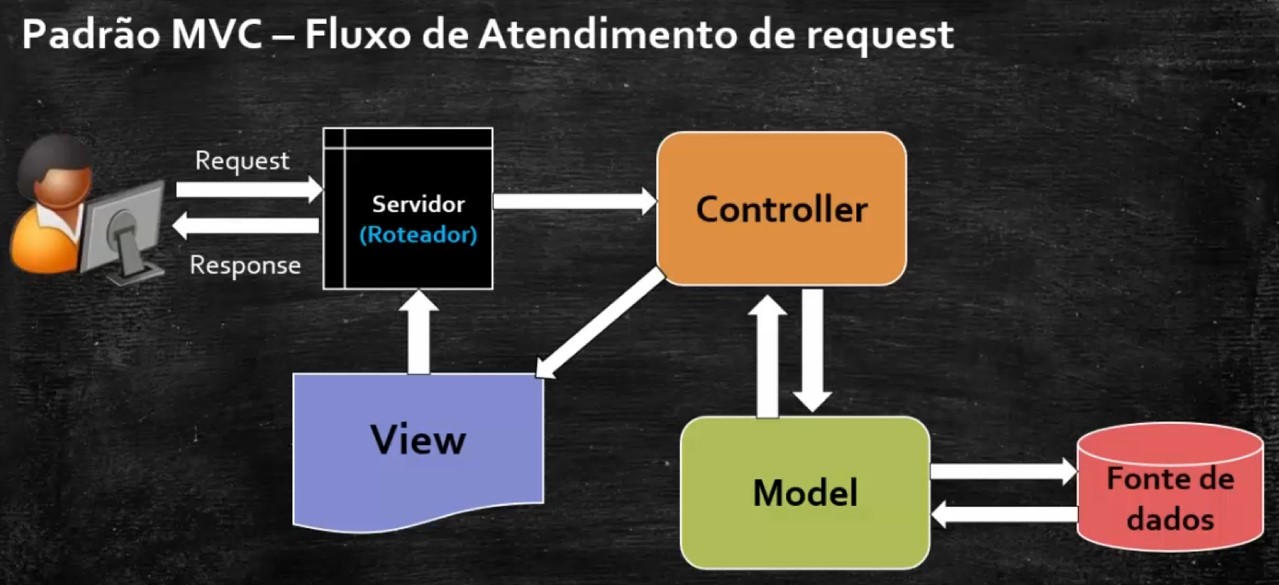 Padrão MVC – Fluxo de Atendimento de request
Request
Response
Servidor
(Roteador)
Controller
View
Model
Fonte de
dados